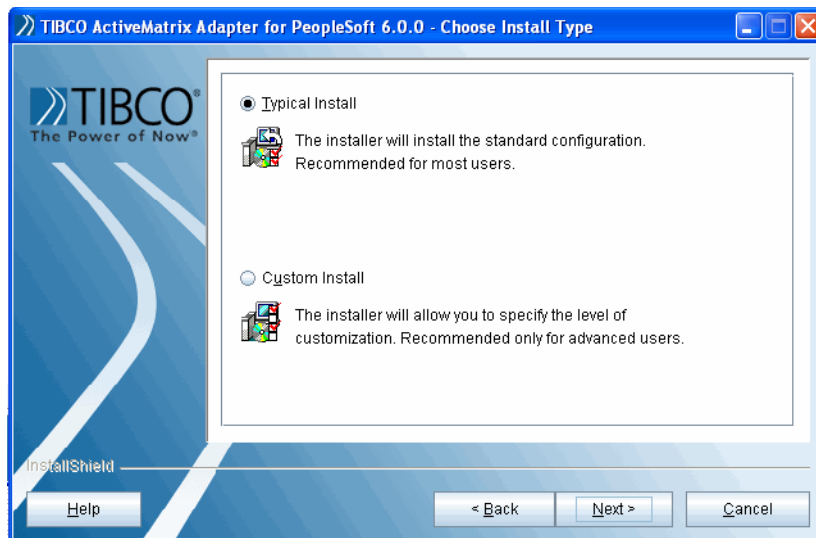 TIBCO ActiveMatrix Adapter for PeopleSoft 6.0.0 - Choose Install Type
TIBCO®
The Power of Now®
Typical Install
The installer will install the standard configuration.
Recommended for most users.
Custom Install
The installer will allow you to specify the level of
customization. Recommended only for advanced users.
InstallShield
Help
< Back
Next >
Cancel